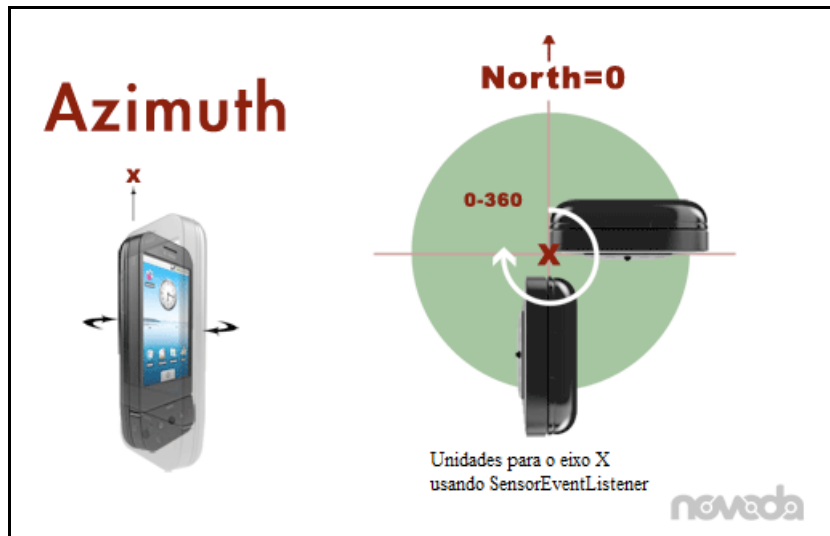 Azimuth
x
North=0
0-360
X
Unidades para o eixo X
usando SensorEventListener
novoda